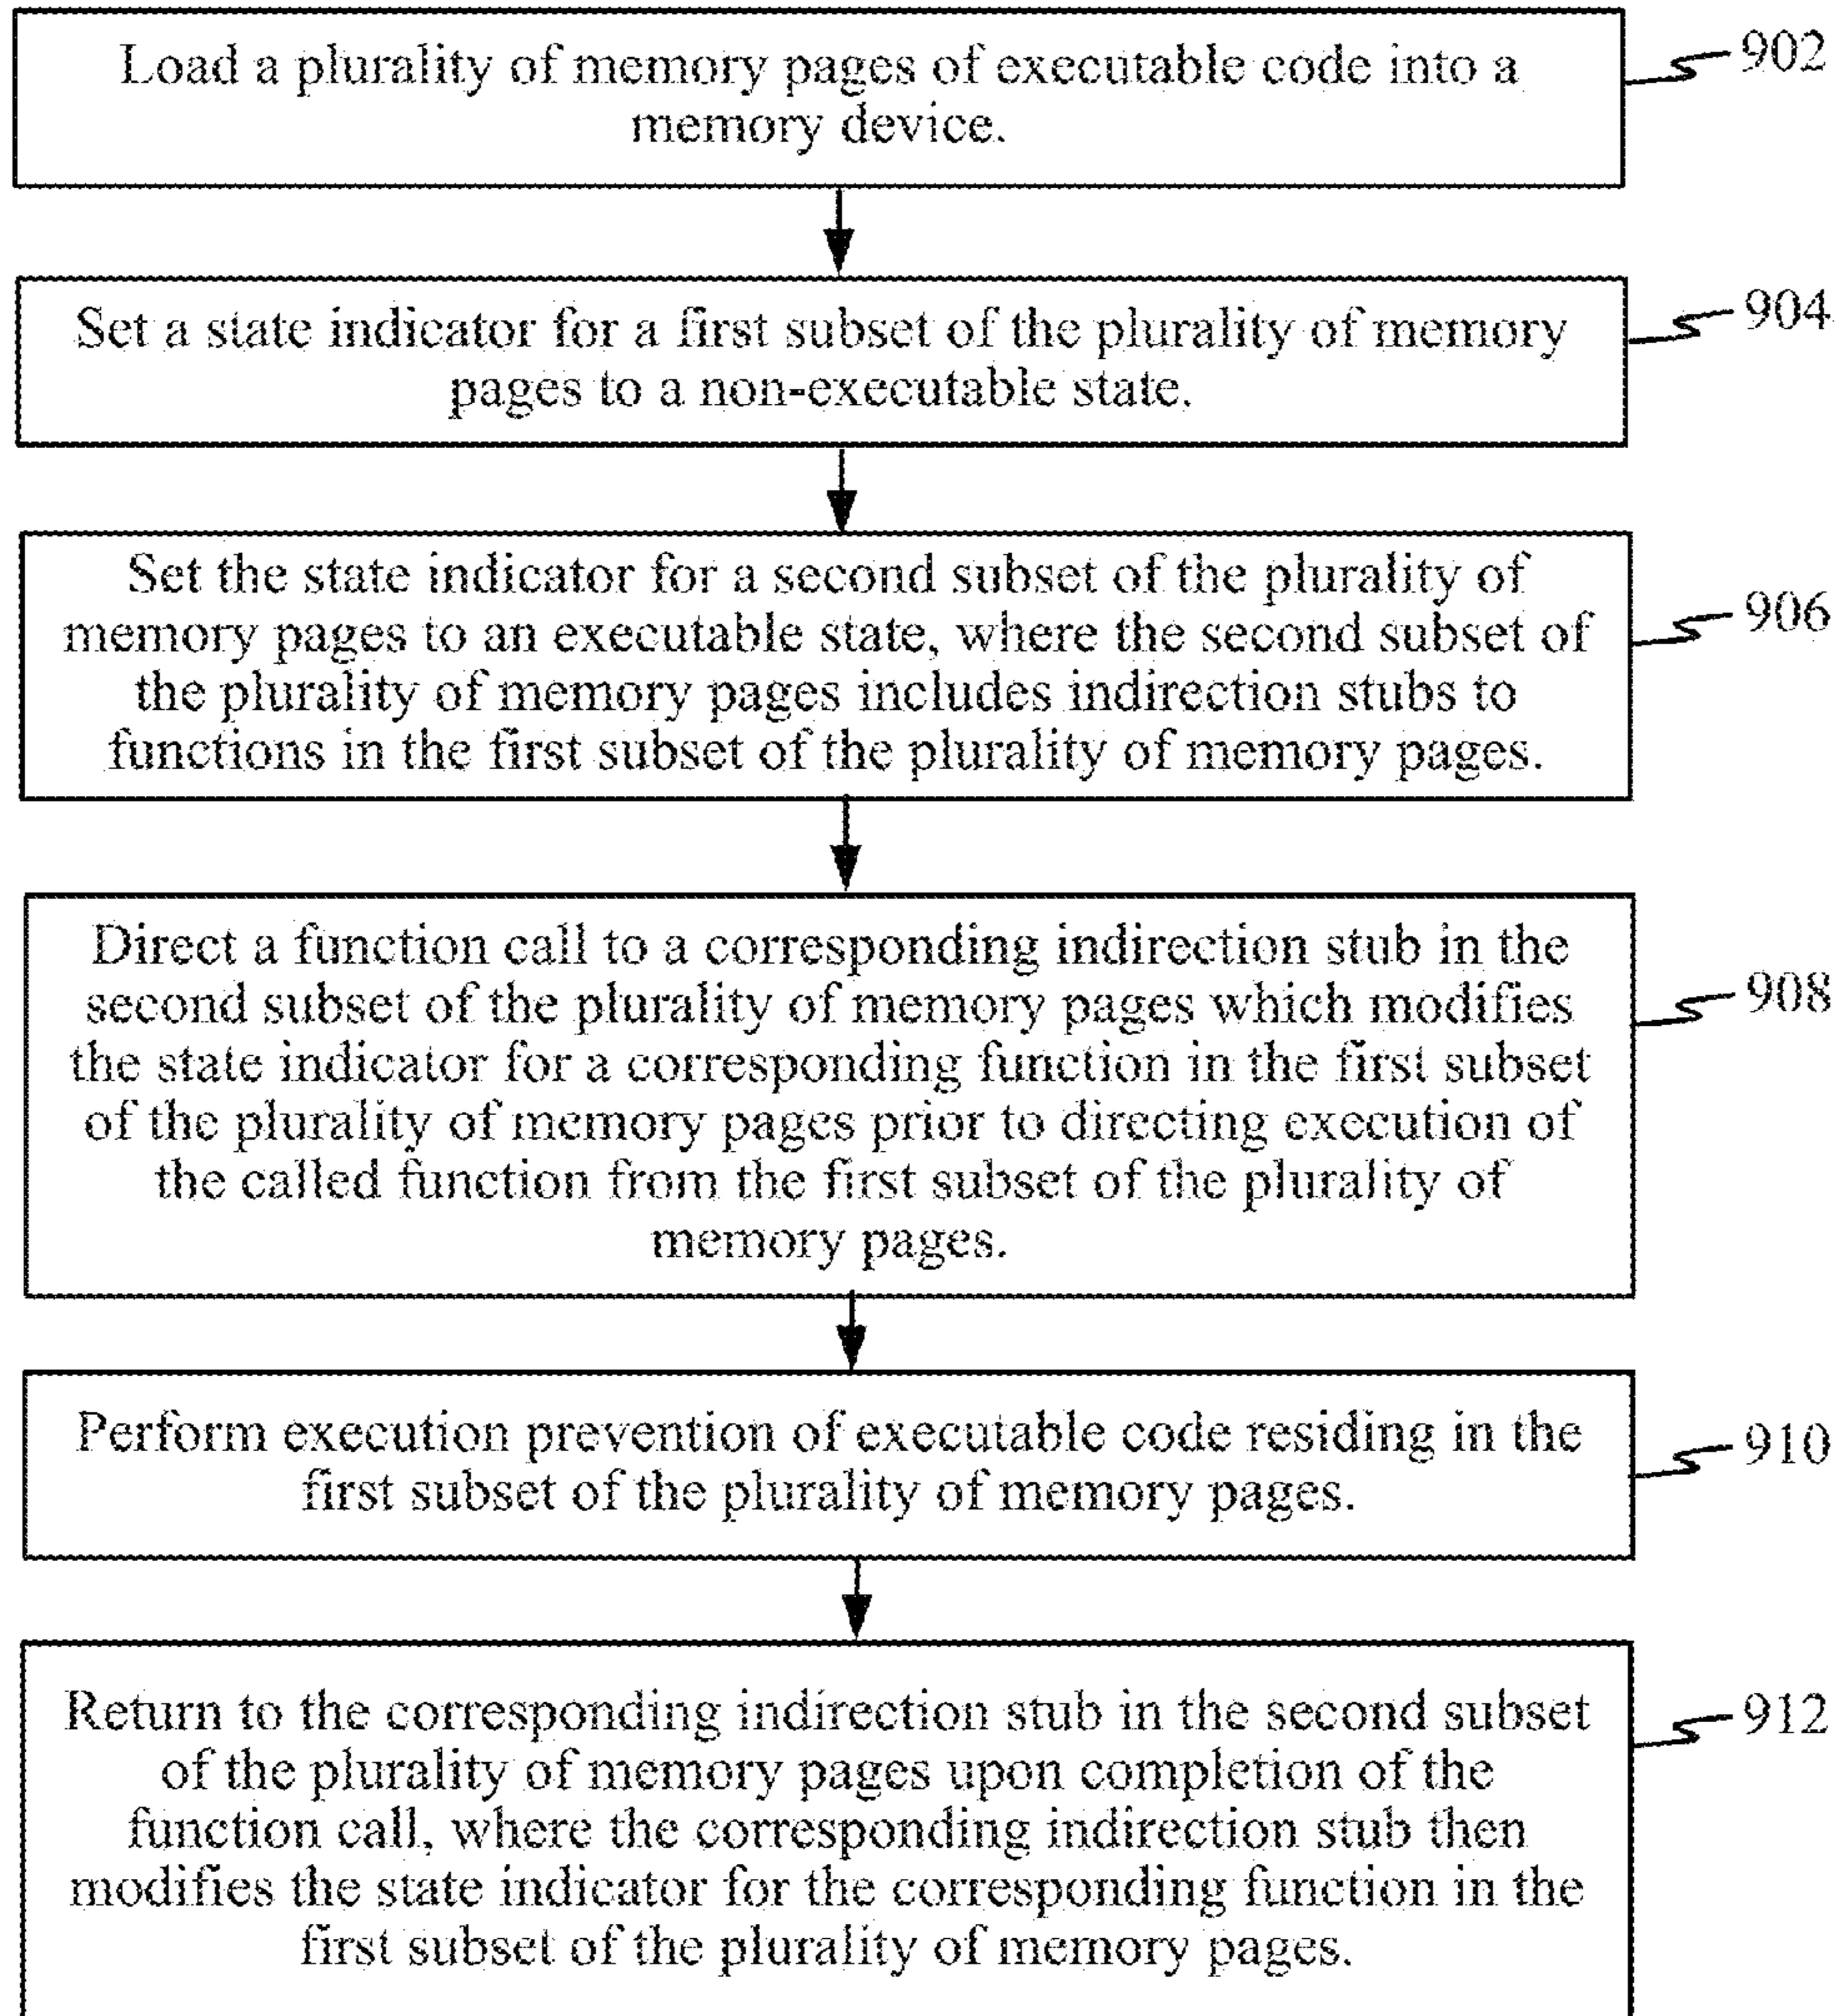 Load a plurality of memory pages of executable code into a
memory device.
902
Set a state indicator for a first subset of the plurality of memory
pages to a non-executable state.
904
Set the state indicator for a second subset of the plurality of
memory pages to an executable state, where the second subset of
the plurality of memory pages includes indirection stubs to
functions in the first subset of the plurality of memory pages.
906
Direct a function call to a corresponding indirection stub in the
second subset of the plurality of memory pages which modifies
the state indicator for a corresponding function in the first subset
of the plurality of memory pages prior to directing execution of
the called function from the first subset of the plurality of
memory pages.
908
Perform execution prevention of executable code residing in the
first subset of the plurality of memory pages.
910
Return to the corresponding indirection stub in the second subset
of the plurality of memory pages upon completion of the
function call, where the corresponding indirection stub then
modifies the state indicator for the corresponding function in the
first subset of the plurality of memory pages.
912